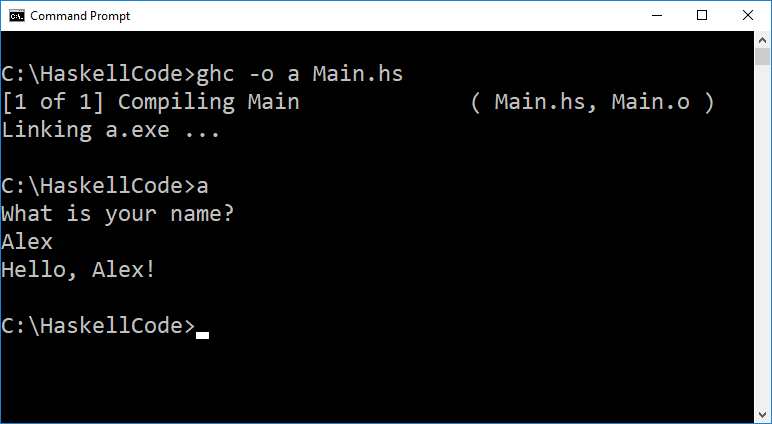 Command Prompt
C:\HaskellCode>ghc -o a Main.hs
[1 of 1] Compiling Main             ( Main.hs, Main.o )
Linking a.exe ...
C:\HaskellCode>a
What is your name?
Alex
Hello, Alex!
C:\HaskellCode>